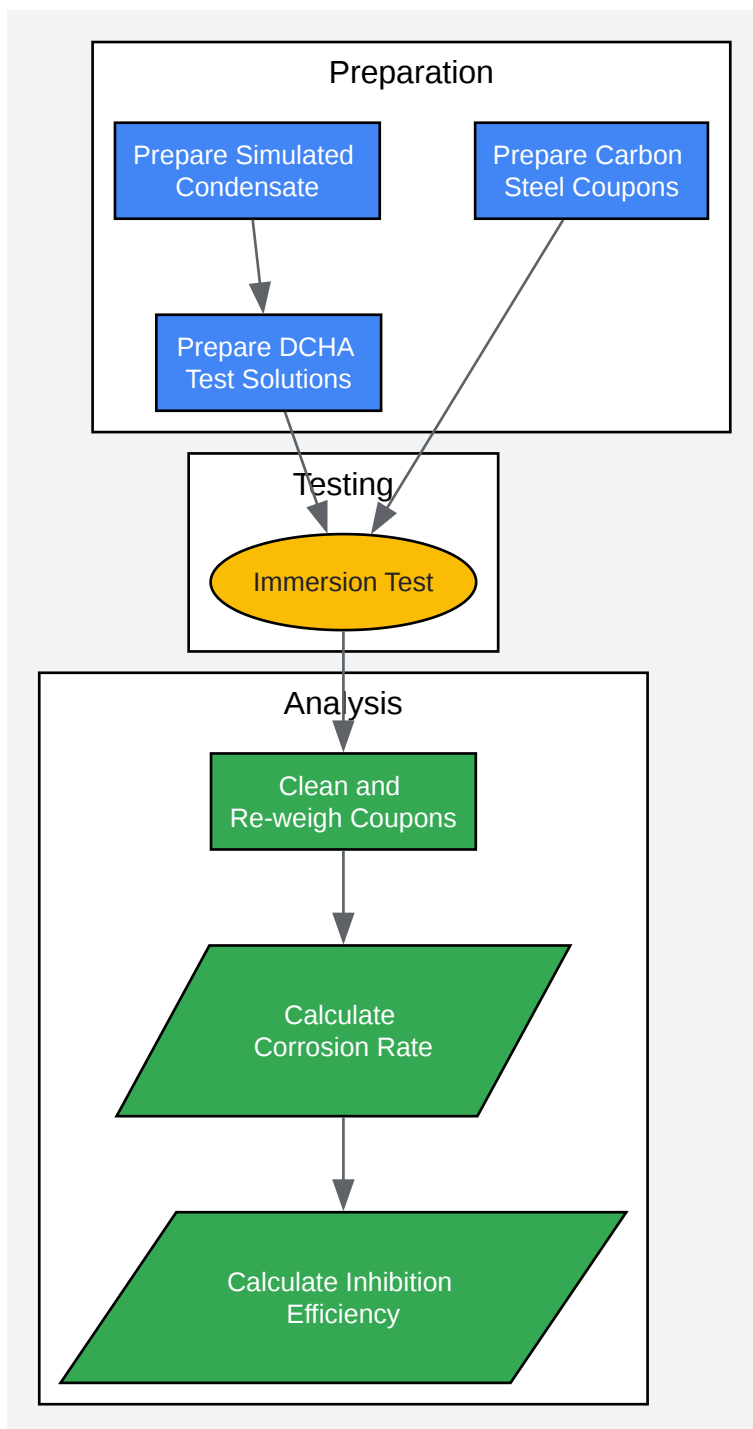 Preparation
Prepare Simulated
Condensate
Prepare Carbon
Steel Coupons
Prepare DCHA
Test Solutions
Testing
Immersion Test
Analysis
Clean and
Re-weigh Coupons
Calculate
Corrosion Rate
Calculate Inhibition
Efficiency